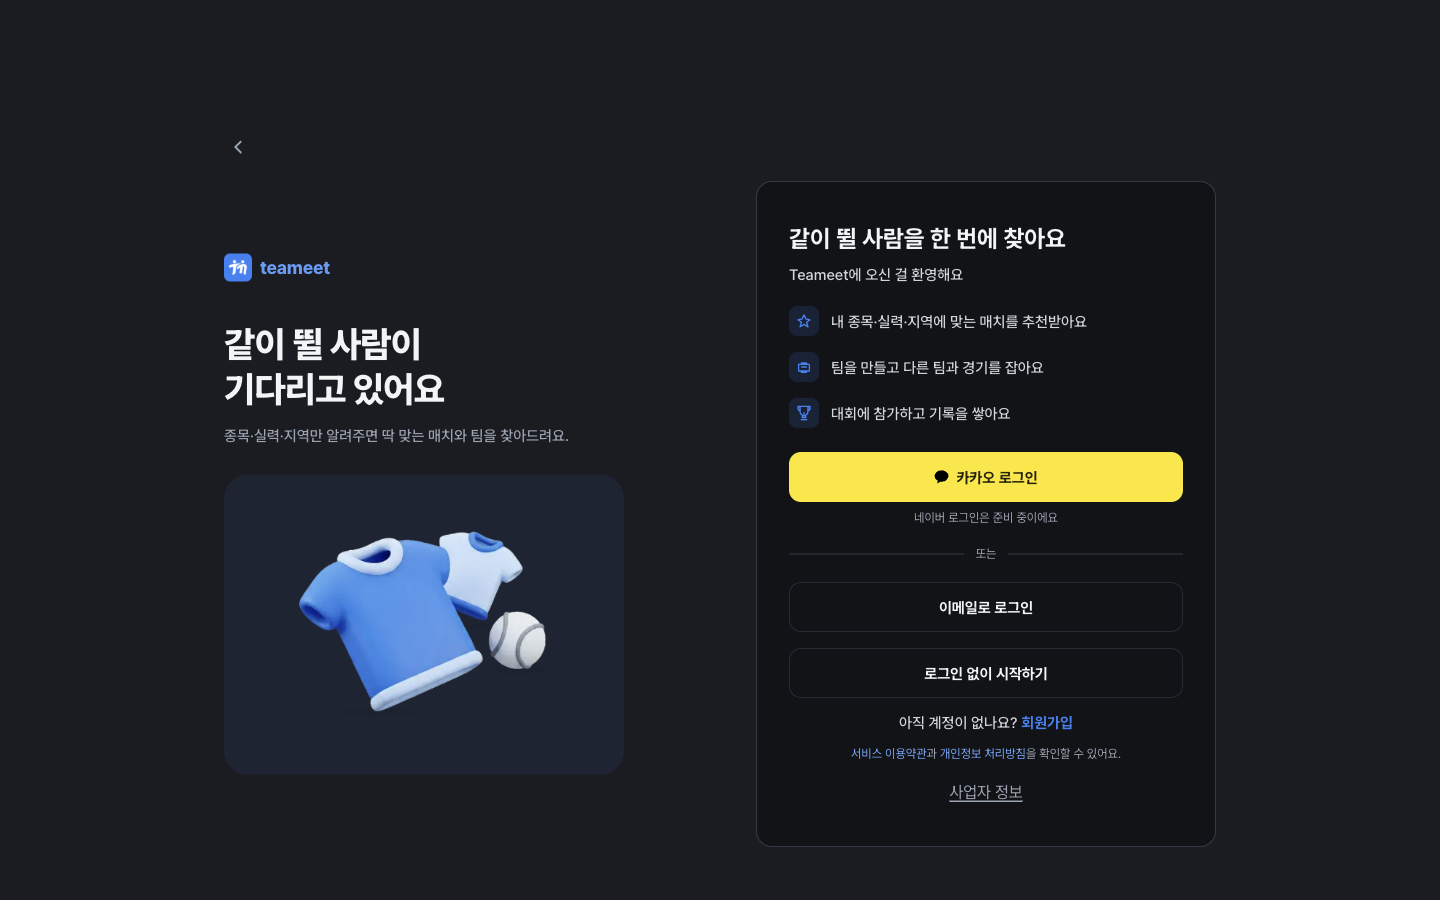 teameet
같이 뛸 사람이
기다리고 있어요
종목·실력·지역만 알려주면 딱 맞는 매치와 팀을 찾아드려요.
같이 뛸 사람을 한 번에 찾아요
Teameet에 오신 걸 환영해요
내 종목·실력·지역에 맞는 매치를 추천받아요
팀을 만들고 다른 팀과 경기를 잡아요
대회에 참가하고 기록을 쌓아요
카카오 로그인
네이버 로그인은 준비 중이에요
또는
이메일로 로그인
로그인 없이 시작하기
아직 계정이 없나요? 회원가입
서비스 이용약관과 개인정보 처리방침을 확인할 수 있어요.
사업자 정보